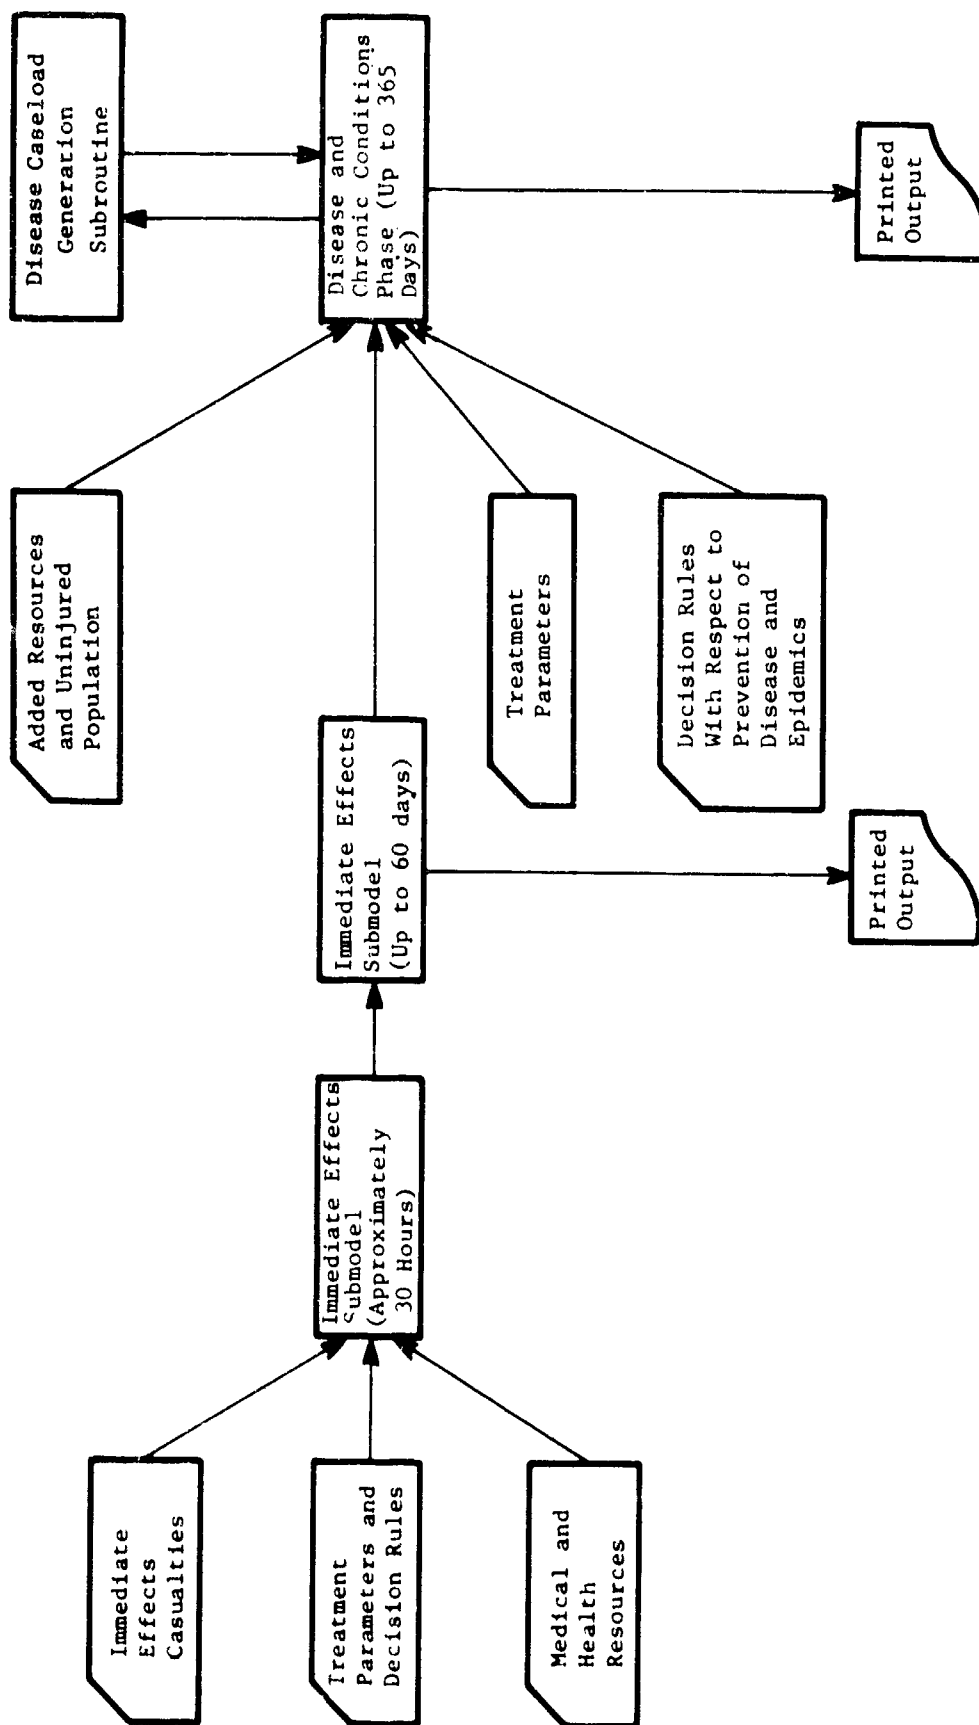 Immediate
Effects
Casualties
Treatment
Parameters and
Decision Rules
Medical and
Health
Resources
Immediate Effects
Submodel
(Approximately
30 Hours)
Immediate Effects
Submodel
(Up to 60 days)
Printed
Output
Added Resources
and Uninjured
Population
Treatment
Parameters
Decision Rules
With Respect to
Prevention of
Disease and
Epidemics
Disease Caseload
Generation
Subroutine
Disease and
Chronic Conditions
Phase (Up to 365
Days)
Printed
Output